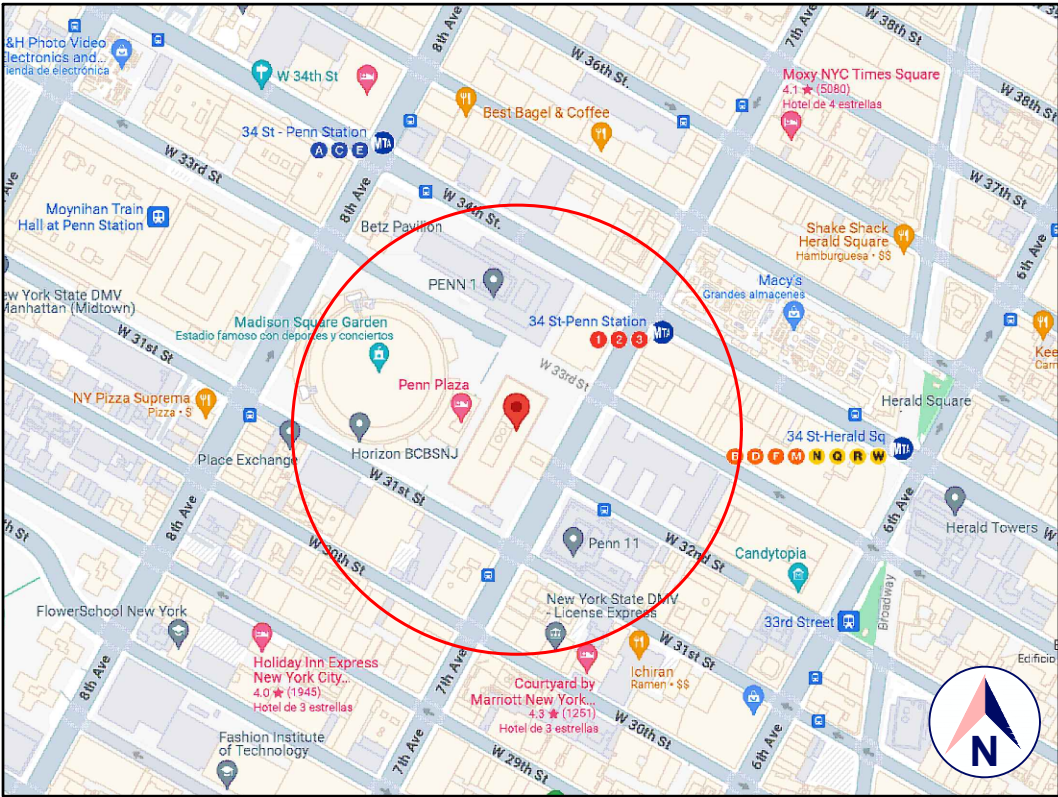 8th Ave
7th Ave
W 38th St
&H Photo Video
Electronics and...
ienda de electrónica
W 34th St
W 36th St.
Moxy NYC Times Square
4.1 ★ (5080)
Hotel de 4 estrellas
W 38th St
Best Bagel & Coffee
34 St - Penn Station
A C E
MTA
W 33rd St
W 37th St
8th Ave
W 34th St.
Moynihan Train
Hall at Penn Station
Betz Pavilion
Shake Shack
Herald Square
Hamburguesa • $$
6th Ave
PENN 1
Macy's
Grandes almacenes
ew York State DMV
Manhattan (Midtown)
Madison Square Garden
Estadio famoso con deportes y conciertos
34 St-Penn Station
1 2 3
MTA
W 31st St
W 33rd St
Kee
NY Pizza Suprema
Pizza • $
Penn Plaza
Herald Square
Place Exchange
Horizon BCBSNJ
34 St-Herald Sq
B D F M N Q R W
MTA
W 31st St
8th Ave
6th Ave
th St
W 30th St
Penn 11
W 32nd St
Herald Towers
Candytopia
FlowerSchool New York
New York State DMV
- License Express
33rd Street
Broadway
8th Ave
Holiday Inn Express
New York City...
4.0 ★ (1945)
Hotel de 3 estrellas
7th Ave
Courtyard by
Marriott New York...
4.3 ★ (1251)
Hotel de 3 estrellas
Ichiran
Ramen • $$
W 31st St
Edificio
W 30th St
Fashion Institute
of Technology
7th Ave
W 29th St
6th Ave
N